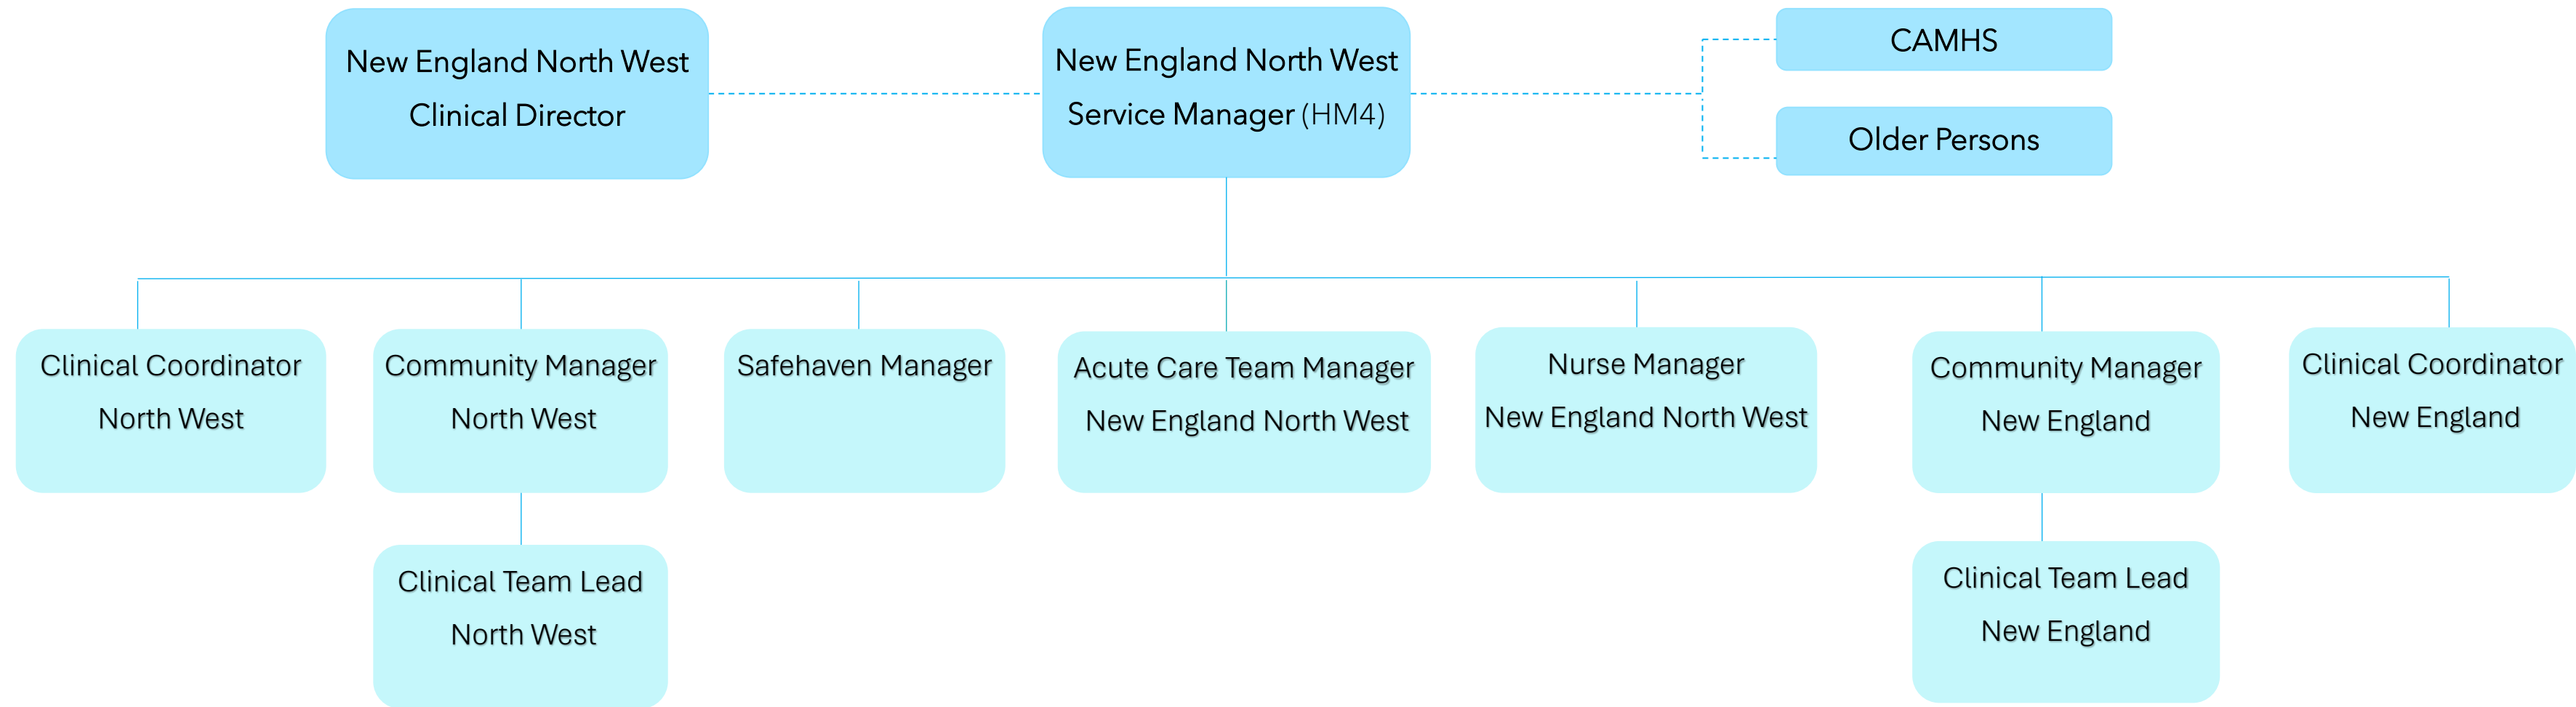 New England North West
Clinical Director
New England North West
Service Manager (HM4)
CAMHS
Older Persons
Clinical Coordinator
North West
Community Manager
North West
Safehaven Manager
Acute Care Team Manager
New England North West
Nurse Manager
New England North West
Community Manager
New England
Clinical Coordinator
New England
Clinical Team Lead
North West
Clinical Team Lead
New England